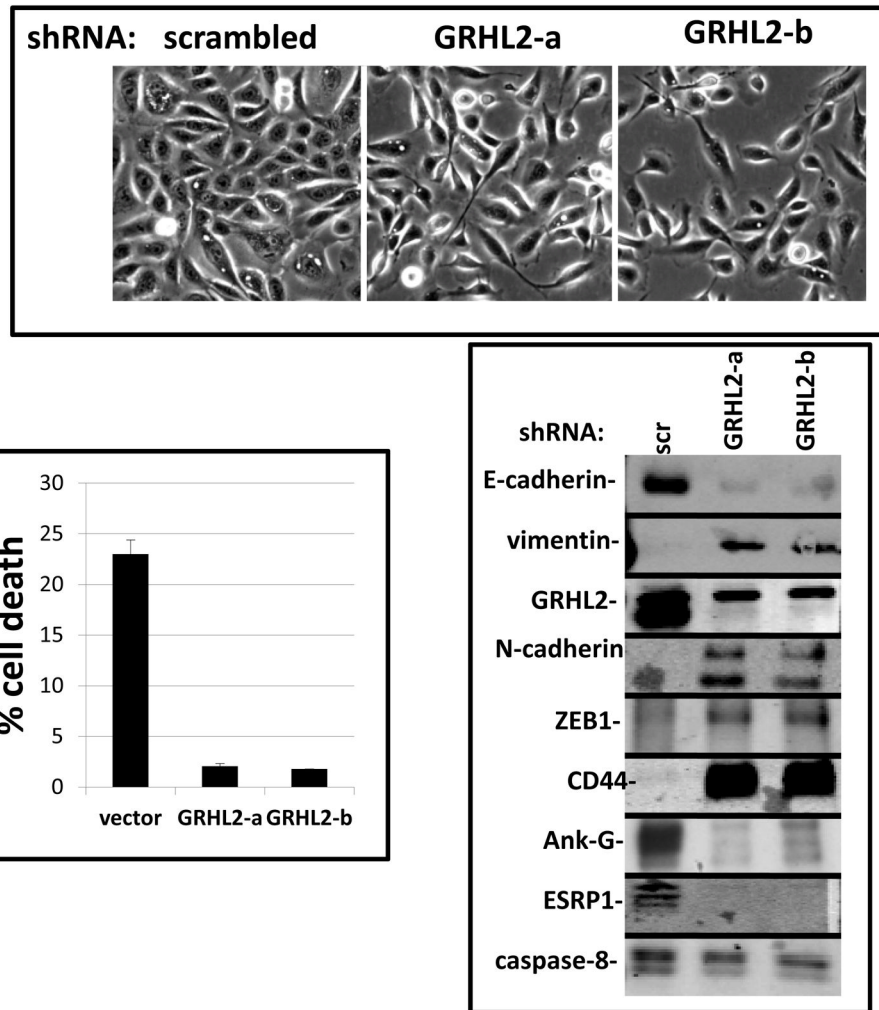 shRNA: scrambled GRHL2-a GRHL2-b
% cell death
30
25
20
15
10
5
0
vector GRHL2-a GRHL2-b
shRNA: scr GRHL2-a GRHL2-b
E-cadherin-
vimentin-
GRHL2-
N-cadherin
ZEB1-
CD44-
Ank-G-
ESRP1-
caspase-8-